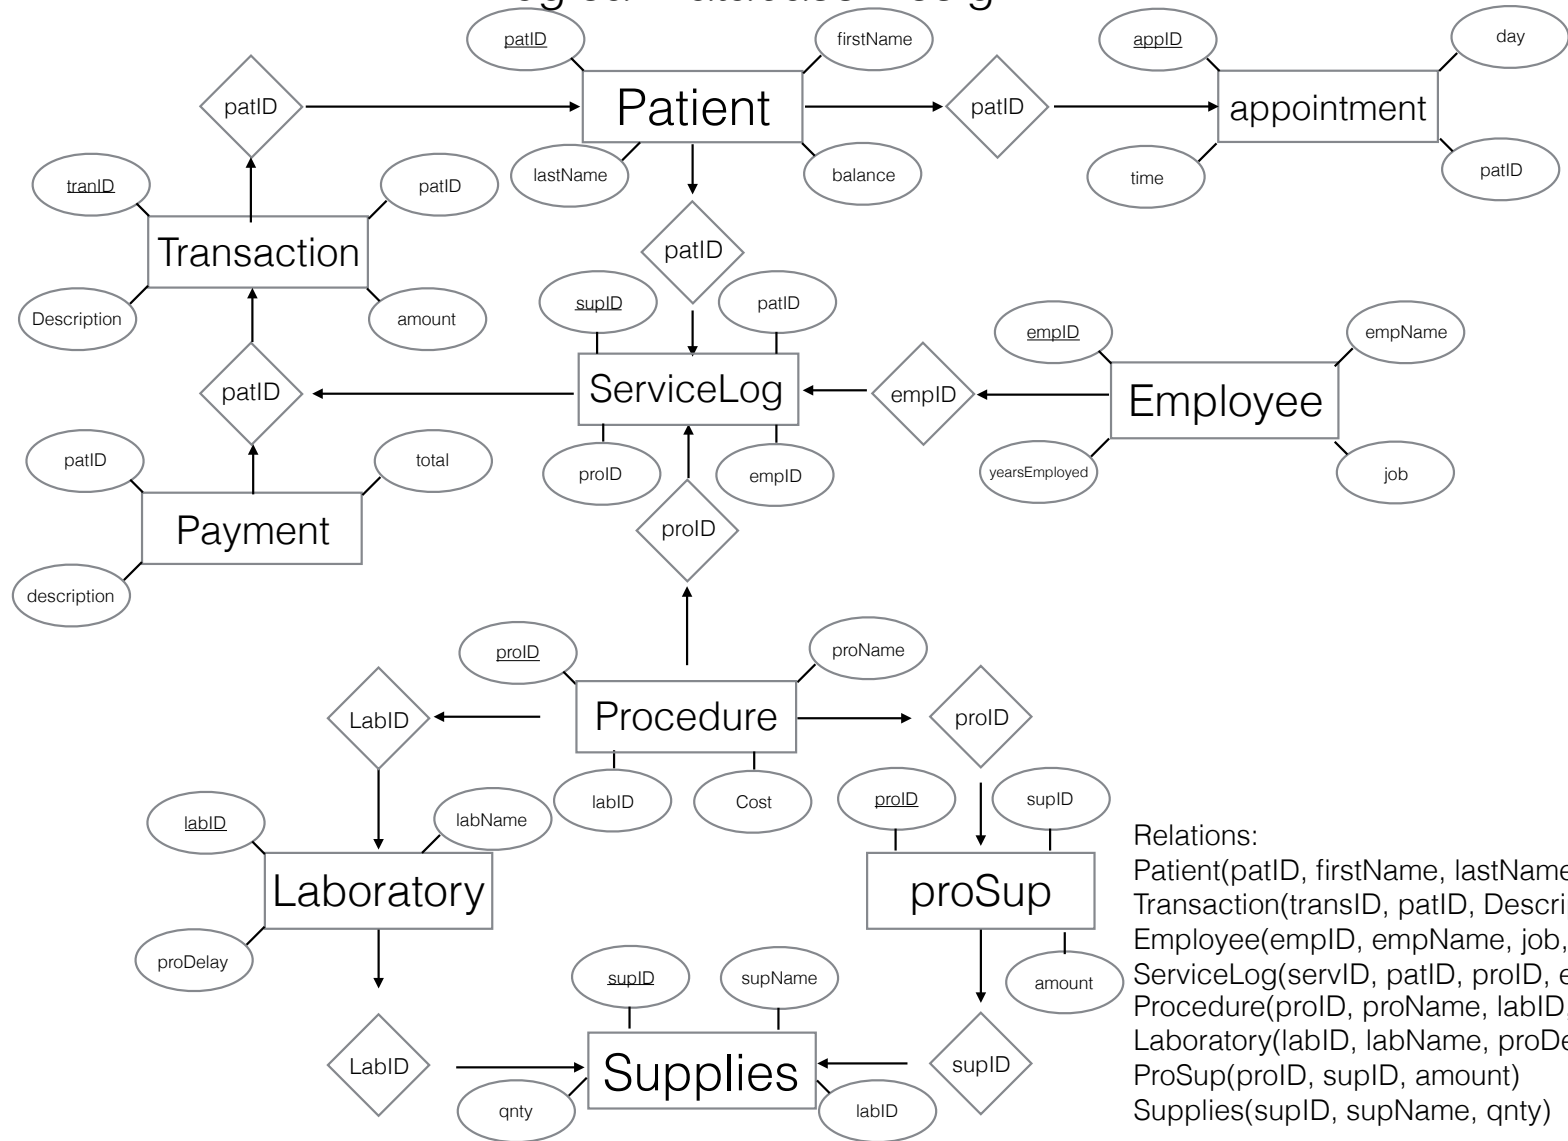 patID
firstName
appID
day
patID
Patient
patID
appointment
lastName
balance
time
patID
tranID
patID
Transaction
patID
Description
amount
supID
patID
empID
empName
patID
ServiceLog
empID
Employee
patID
total
proID
empID
yearsEmployed
job
Payment
proID
description
proID
proName
LabID
Procedure
proID
labID
Cost
proID
supID
labID
labName
Laboratory
proSup
proDelay
supID
supName
amount
LabID
Supplies
supID
qnty
labID
Relations:
Patient(patID, firstName, lastName
Transaction(transID, patID, Descri
Employee(empID, empName, job,
ServiceLog(servID, patID, proID, e
Procedure(proID, proName, labID,
Laboratory(labID, labName, proDe
ProSup(proID, supID, amount)
Supplies(supID, supName, qnty)